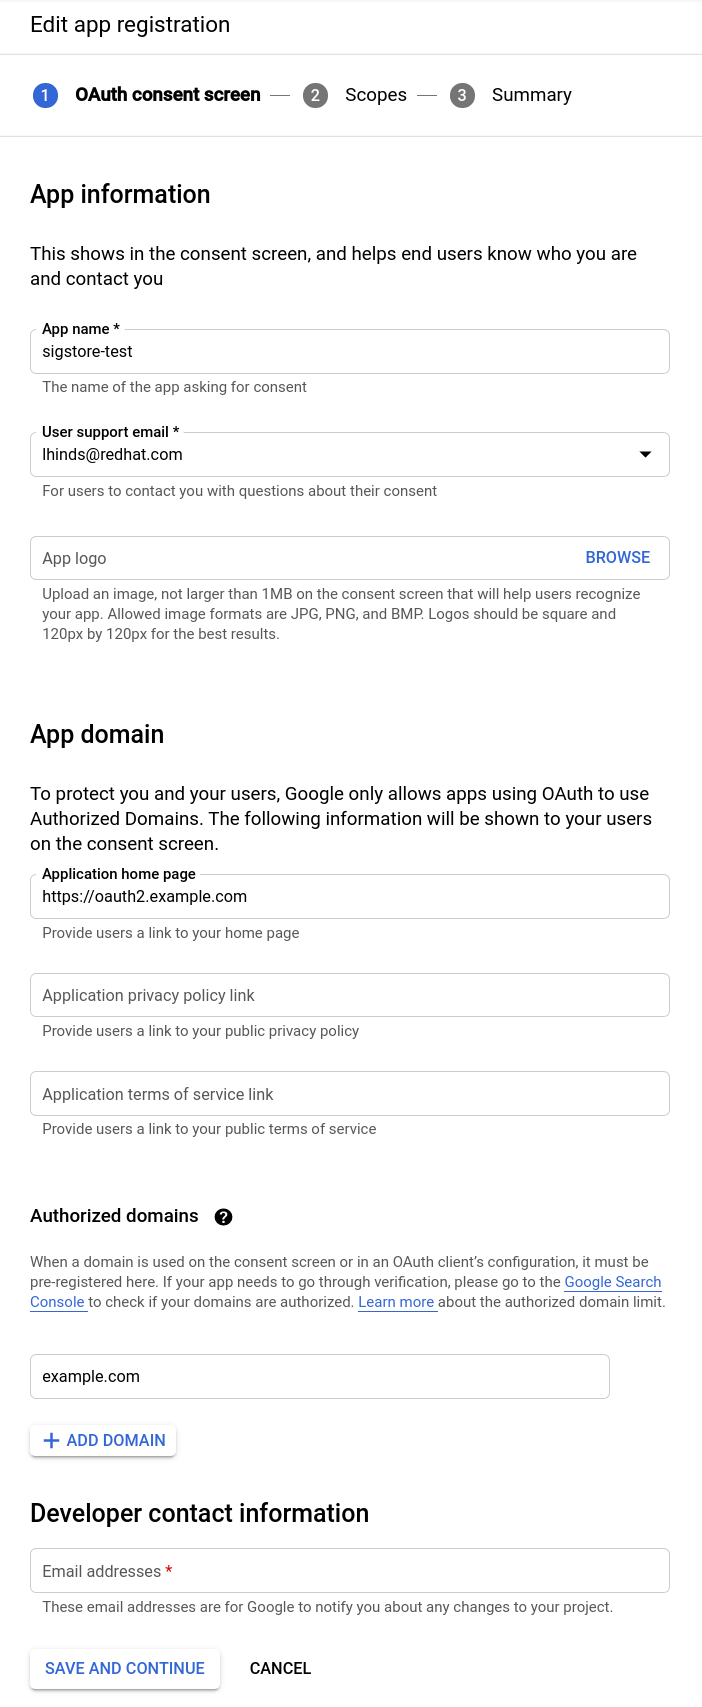 Edit app registration
1 OAuth consent screen — 2 Scopes — 3 Summary
App information
This shows in the consent screen, and helps end users know who you are
and contact you
App name *
sigstore-test
The name of the app asking for consent
User support email *
lhinds@redhat.com
For users to contact you with questions about their consent
App logo BROWSE
Upload an image, not larger than 1MB on the consent screen that will help users recognize
your app. Allowed image formats are JPG, PNG, and BMP. Logos should be square and
120px by 120px for the best results.
App domain
To protect you and your users, Google only allows apps using OAuth to use
Authorized Domains. The following information will be shown to your users
on the consent screen.
Application home page
https://oauth2.example.com
Provide users a link to your home page
Application privacy policy link
Provide users a link to your public privacy policy
Application terms of service link
Provide users a link to your public terms of service
Authorized domains ?
When a domain is used on the consent screen or in an OAuth client’s configuration, it must be
pre-registered here. If your app needs to go through verification, please go to the Google Search
Console to check if your domains are authorized. Learn more about the authorized domain limit.
example.com
+ ADD DOMAIN
Developer contact information
Email addresses *
These email addresses are for Google to notify you about any changes to your project.
SAVE AND CONTINUE CANCEL